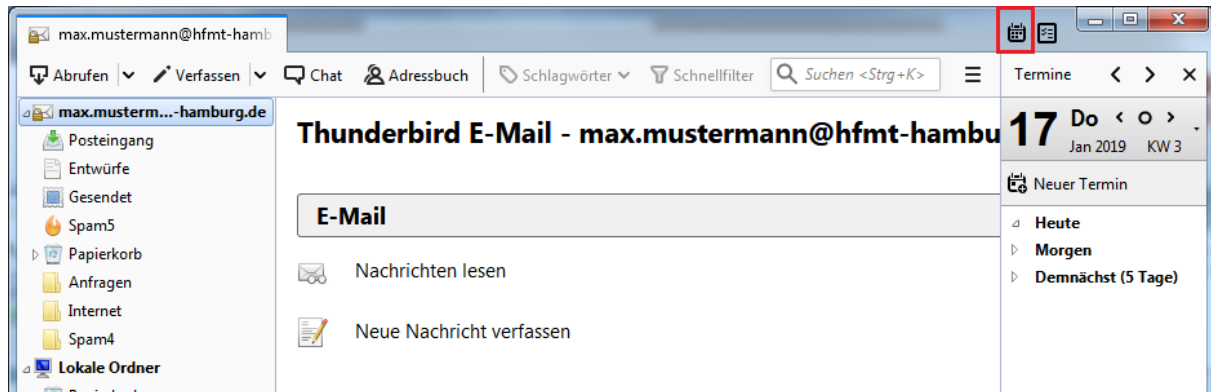 max.mustermann@hfmt-hamb
Abrufen Verfassen Chat Adressbuch Schlagwörter Schnellfilter Suchen <Strg+K>
Termine
max.musterm...-hamburg.de
Posteingang
Entwürfe
Gesendet
Spam5
Papierkorb
Anfragen
Internet
Spam4
Lokale Ordner
Thunderbird E-Mail - max.mustermann@hfmt-hambu
E-Mail
Nachrichten lesen
Neue Nachricht verfassen
17 Do
Jan 2019 KW 3
Neuer Termin
Heute
Morgen
Demnächst (5 Tage)